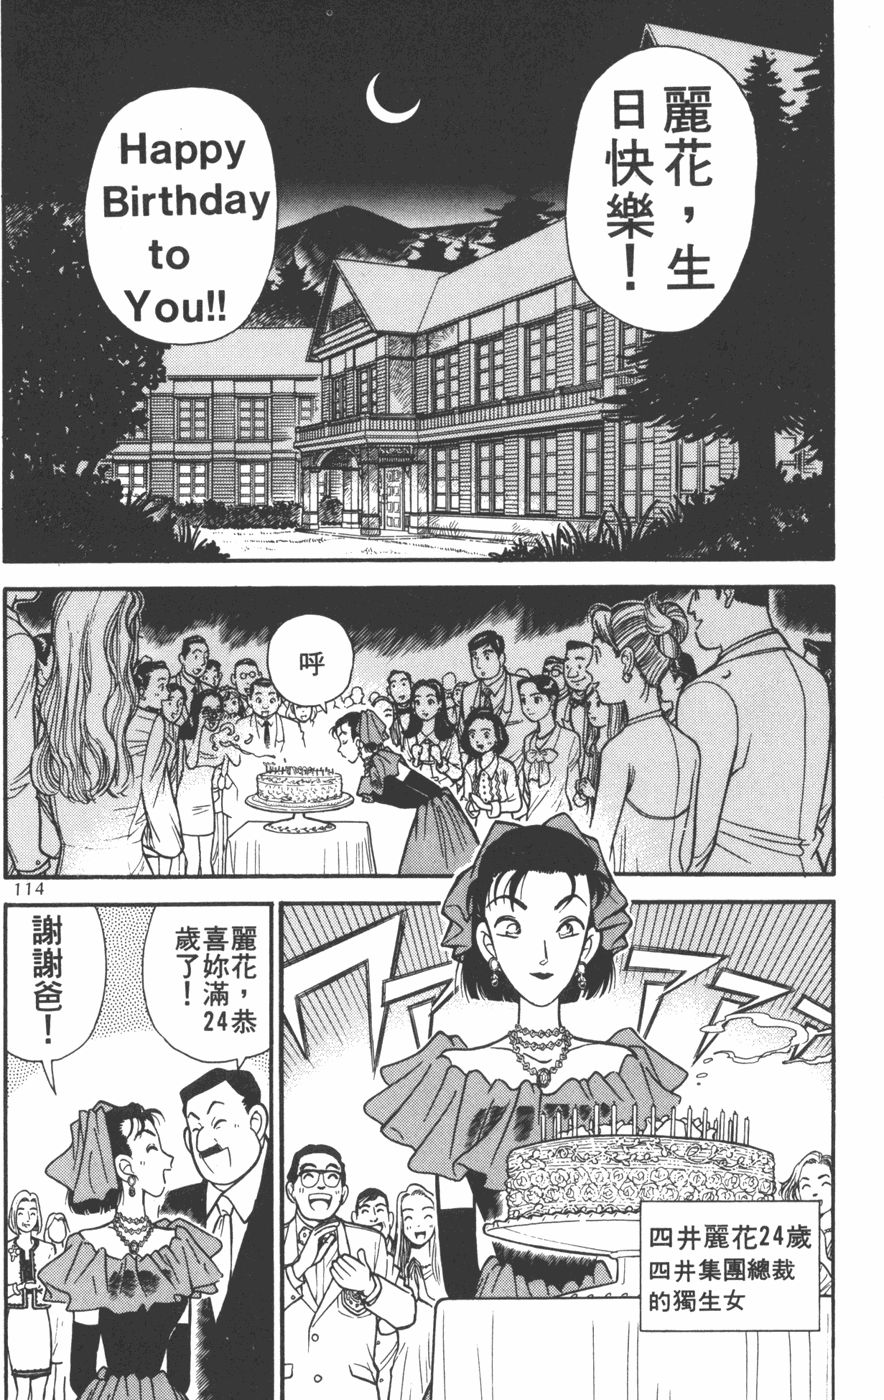 麗花，生
日快樂！
Happy
Birthday
to
You!!
呼
114
麗花，恭
喜妳滿
24歲了！
謝謝爸！
四井麗花24歲
四井集團總裁
的獨生女